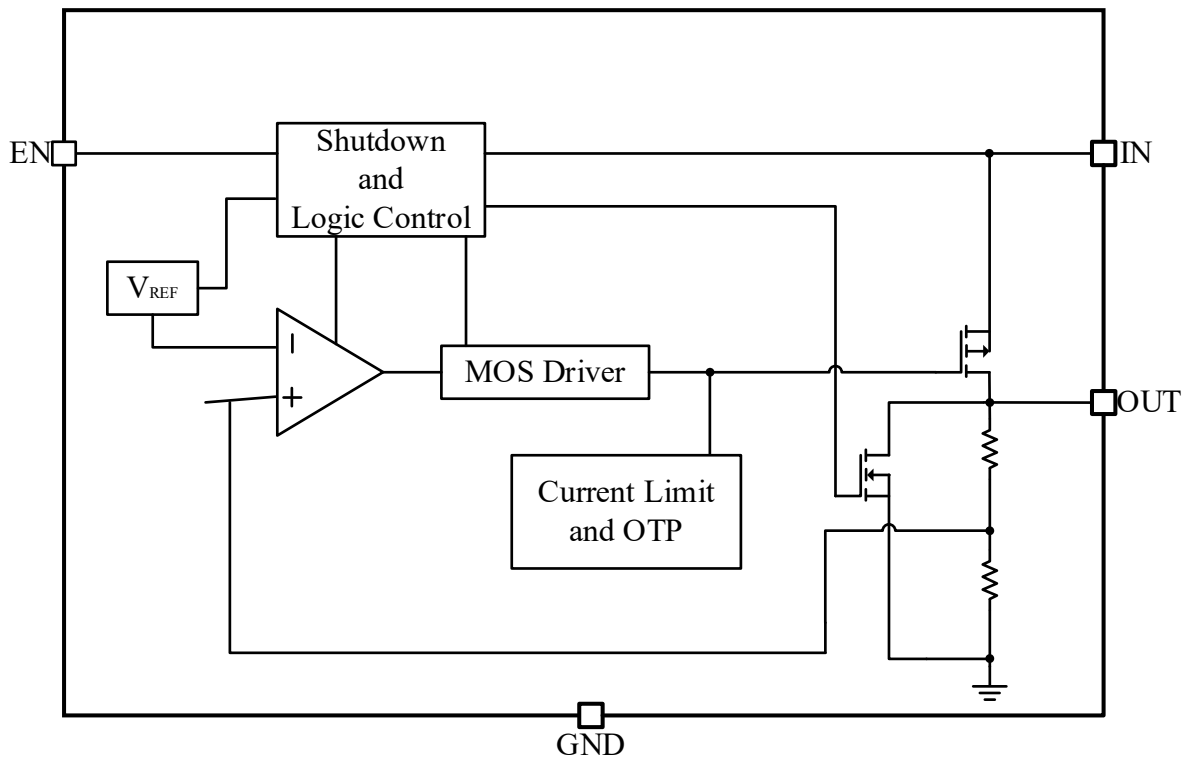 Shutdown
and
Logic Control
EN
IN
VREF
−
+
MOS Driver
OUT
Current Limit
and OTP
GND